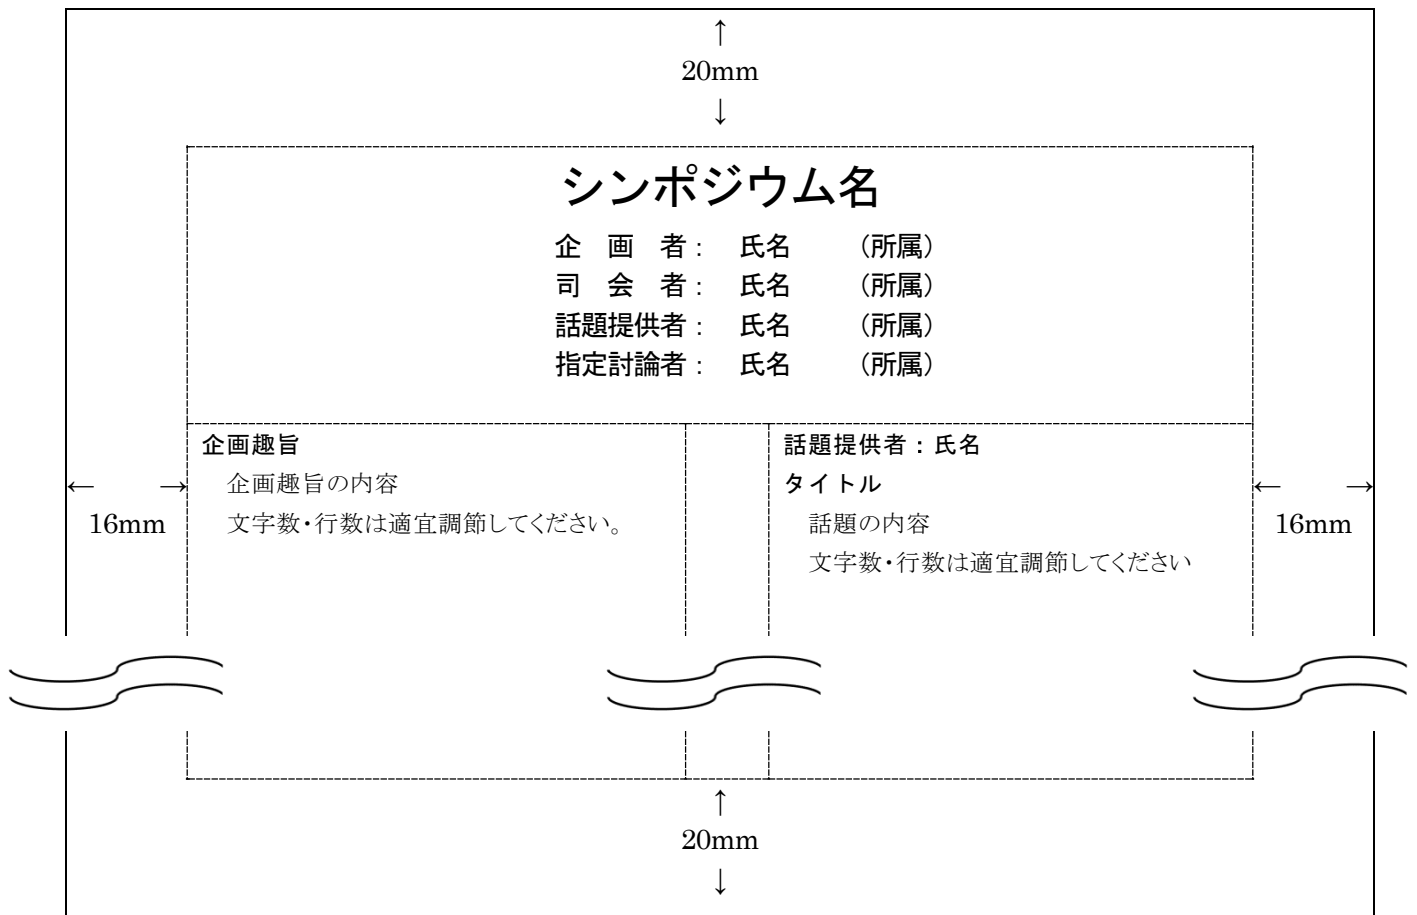 ↑
20mm
↓
シンポジウム名
企　画　者：　氏名　　（所属）
司　会　者：　氏名　　（所属）
話題提供者：　氏名　　（所属）
指定討論者：　氏名　　（所属）
企画趣旨
企画趣旨の内容
文字数・行数は適宜調節してください。
話題提供者：氏名
タイトル
話題の内容
文字数・行数は適宜調節してください
←　→
16mm
←　→
16mm
↑
20mm
↓